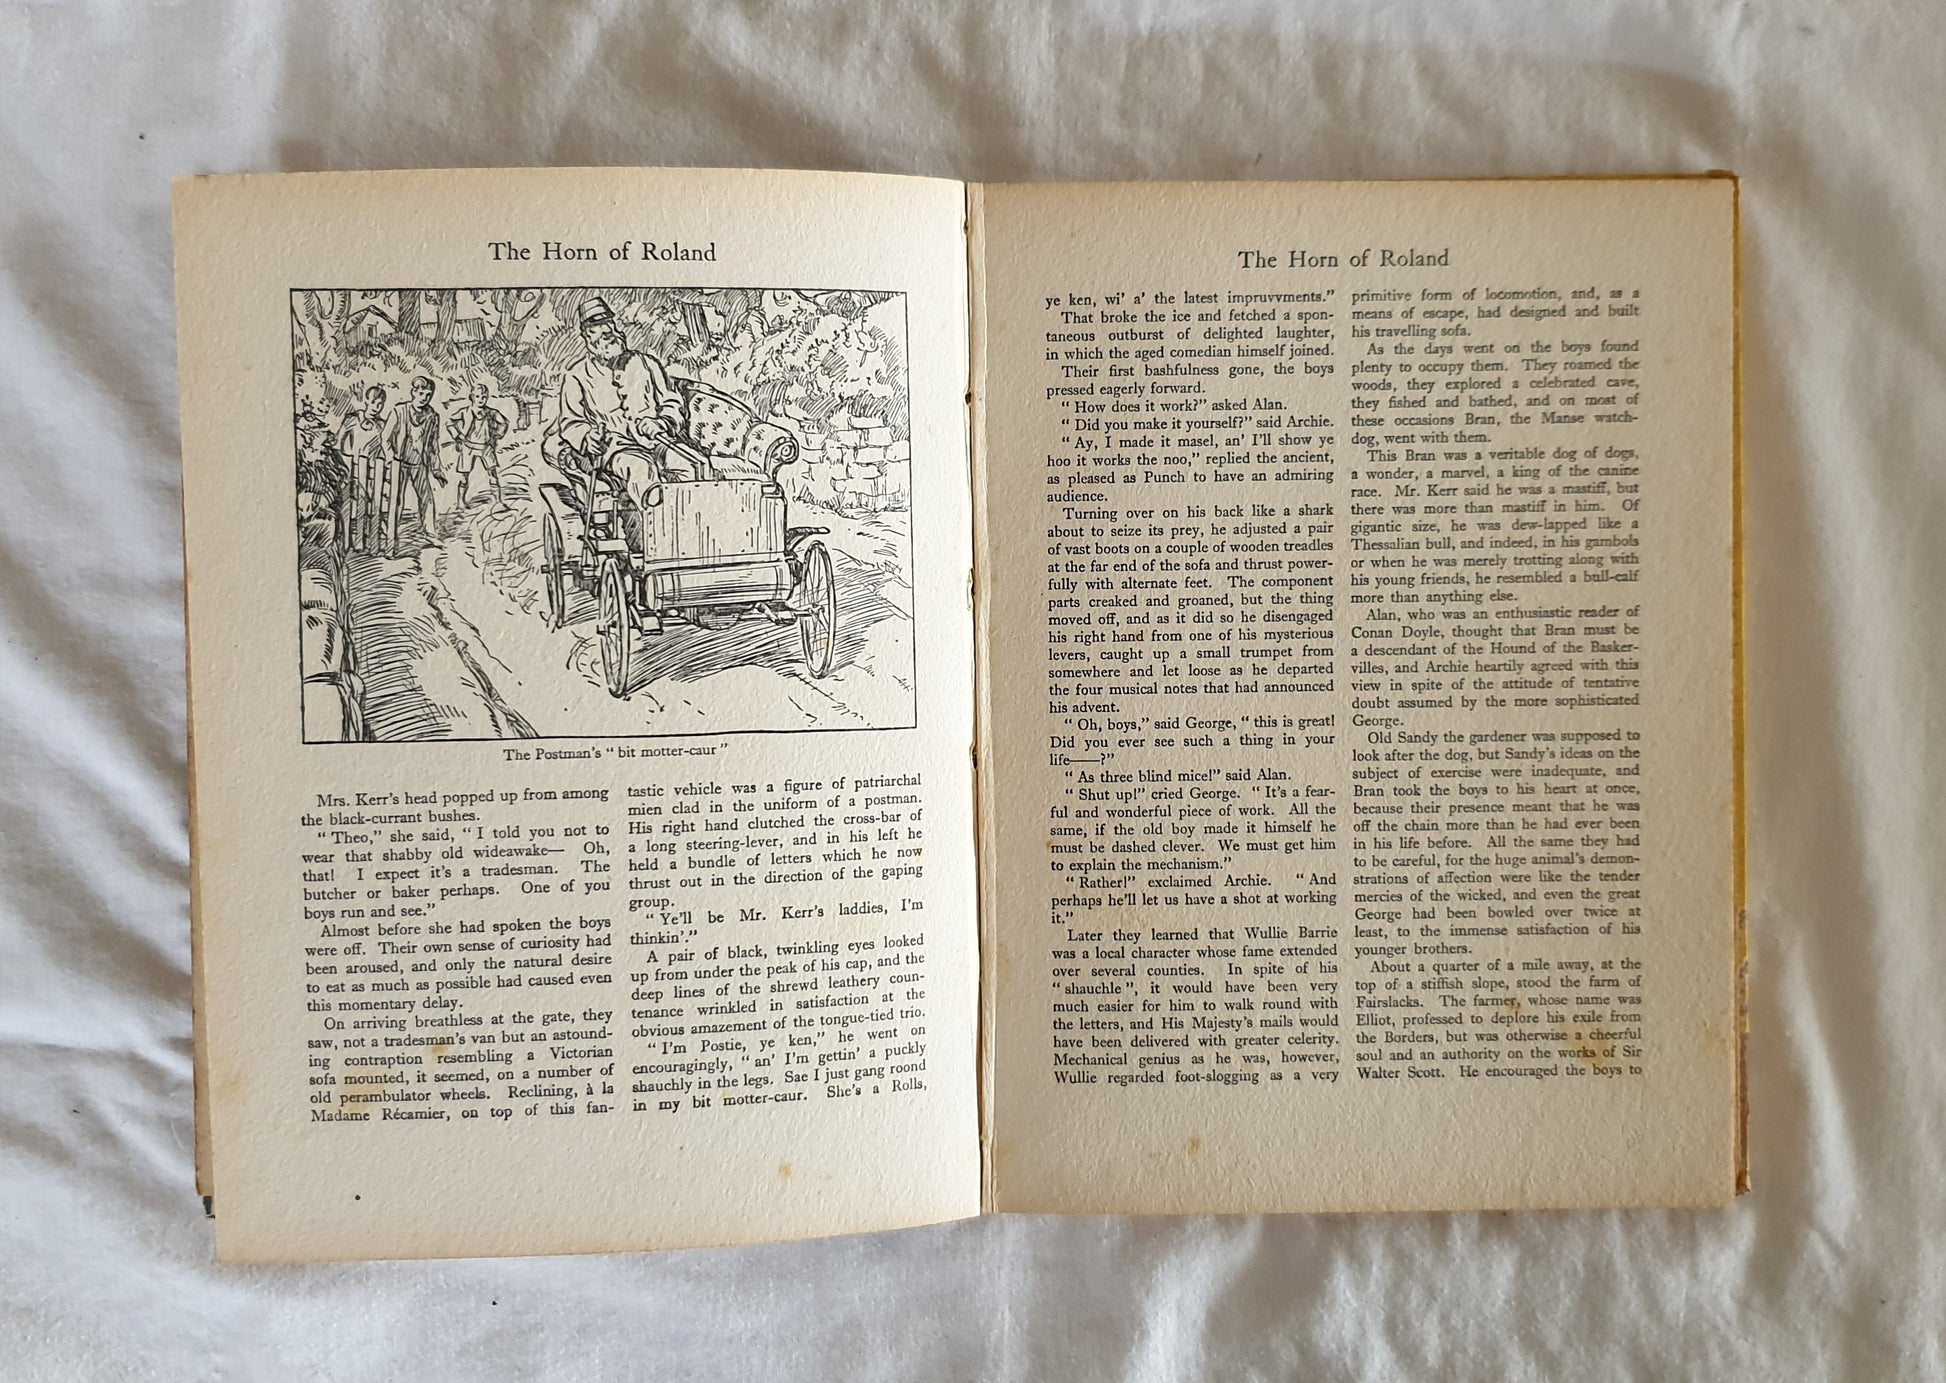 The Horn of Roland
The Postman's “ bit motter-caur ”
Mrs. Kerr's head popped up from among
the black-currant bushes.
“ Theo,” she said, “ I told you not to
wear that shabby old wideawake— Oh,
that! I expect it's a tradesman. The
butcher or baker perhaps. One of you
boys run and see.”
Almost before she had spoken the boys
were off. Their own sense of curiosity had
been aroused, and only the natural desire
to eat as much as possible had caused even
this momentary delay.
On arriving breathless at the gate, they
saw, not a tradesman's van but an astound-
ing contraption resembling a Victorian
sofa mounted, it seemed, on a number of
old perambulator wheels. Reclining, à la
Madame Récamier, on top of this fan-
tastic vehicle was a figure of patriarchal
mien clad in the uniform of a postman.
His right hand clutched the cross-bar of
a long steering-lever, and in his left he
held a bundle of letters which he now
thrust out in the direction of the gaping
group.
“ Ye'll be Mr. Kerr's laddies, I'm
thinkin'.”
A pair of black, twinkling eyes looked
up from under the peak of his cap, and the
deep lines of the shrewd leathery coun-
tenance wrinkled in satisfaction at the
obvious amazement of the tongue-tied trio.
“ I'm Postie, ye ken,” he went on
encouragingly, “ an' I'm gettin' a puckly
shauchly in the legs. Sae I just gang roond
in my bit motter-caur. She's a Rolls,
The Horn of Roland
ye ken, wi' a' the latest impruvvments.”
That broke the ice and fetched a spon-
taneous outburst of delighted laughter,
in which the aged comedian himself joined.
Their first bashfulness gone, the boys
pressed eagerly forward.
“ How does it work?” asked Alan.
“ Did you make it yourself?” said Archie.
“ Ay, I made it masel, an' I'll show ye
hoo it works the noo,” replied the ancient,
as pleased as Punch to have an admiring
audience.
Turning over on his back like a shark
about to seize its prey, he adjusted a pair
of vast boots on a couple of wooden treadles
at the far end of the sofa and thrust power-
fully with alternate feet. The component
parts creaked and groaned, but the thing
moved off, and as it did so he disengaged
his right hand from one of his mysterious
levers, caught up a small trumpet from
somewhere and let loose as he departed
the four musical notes that had announced
his advent.
“ Oh, boys,” said George, “ this is great!
Did you ever see such a thing in your
life——?”
“ As three blind mice!” said Alan.
“ Shut up!” cried George. “ It's a fear-
ful and wonderful piece of work. All the
same, if the old boy made it himself he
must be dashed clever. We must get him
to explain the mechanism.”
“ Rather!” exclaimed Archie. “ And
perhaps he'll let us have a shot at working
it.”
Later they learned that Wullie Barrie
was a local character whose fame extended
over several counties. In spite of his
“ shauchle ”, it would have been very
much easier for him to walk round with
the letters, and His Majesty's mails would
have been delivered with greater celerity.
Mechanical genius as he was, however,
Wullie regarded foot-slogging as a very
primitive form of locomotion, and, as a
means of escape, had designed and built
his travelling sofa.
As the days went on the boys found
plenty to occupy them. They roamed the
woods, they explored a celebrated cave,
they fished and bathed, and on most of
these occasions Bran, the Manse watch-
dog, went with them.
This Bran was a veritable dog of dogs,
a wonder, a marvel, a king of the canine
race. Mr. Kerr said he was a mastiff, but
there was more than mastiff in him. Of
gigantic size, he was dew-lapped like a
Thessalian bull, and indeed, in his gambols
or when he was merely trotting along with
his young friends, he resembled a bull-calf
more than anything else.
Alan, who was an enthusiastic reader of
Conan Doyle, thought that Bran must be
a descendant of the Hound of the Basker-
villes, and Archie heartily agreed with this
view in spite of the attitude of tentative
doubt assumed by the more sophisticated
George.
Old Sandy the gardener was supposed to
look after the dog, but Sandy's ideas on the
subject of exercise were inadequate, and
Bran took the boys to his heart at once,
because their presence meant that he was
off the chain more than he had ever been
in his life before. All the same they had
to be careful, for the huge animal's demon-
strations of affection were like the tender
mercies of the wicked, and even the great
George had been bowled over twice at
least, to the immense satisfaction of his
younger brothers.
About a quarter of a mile away, at the
top of a stiffish slope, stood the farm of
Fairslacks. The farmer, whose name was
Elliot, professed to deplore his exile from
the Borders, but was otherwise a cheerful
soul and an authority on the works of Sir
Walter Scott. He encouraged the boys to